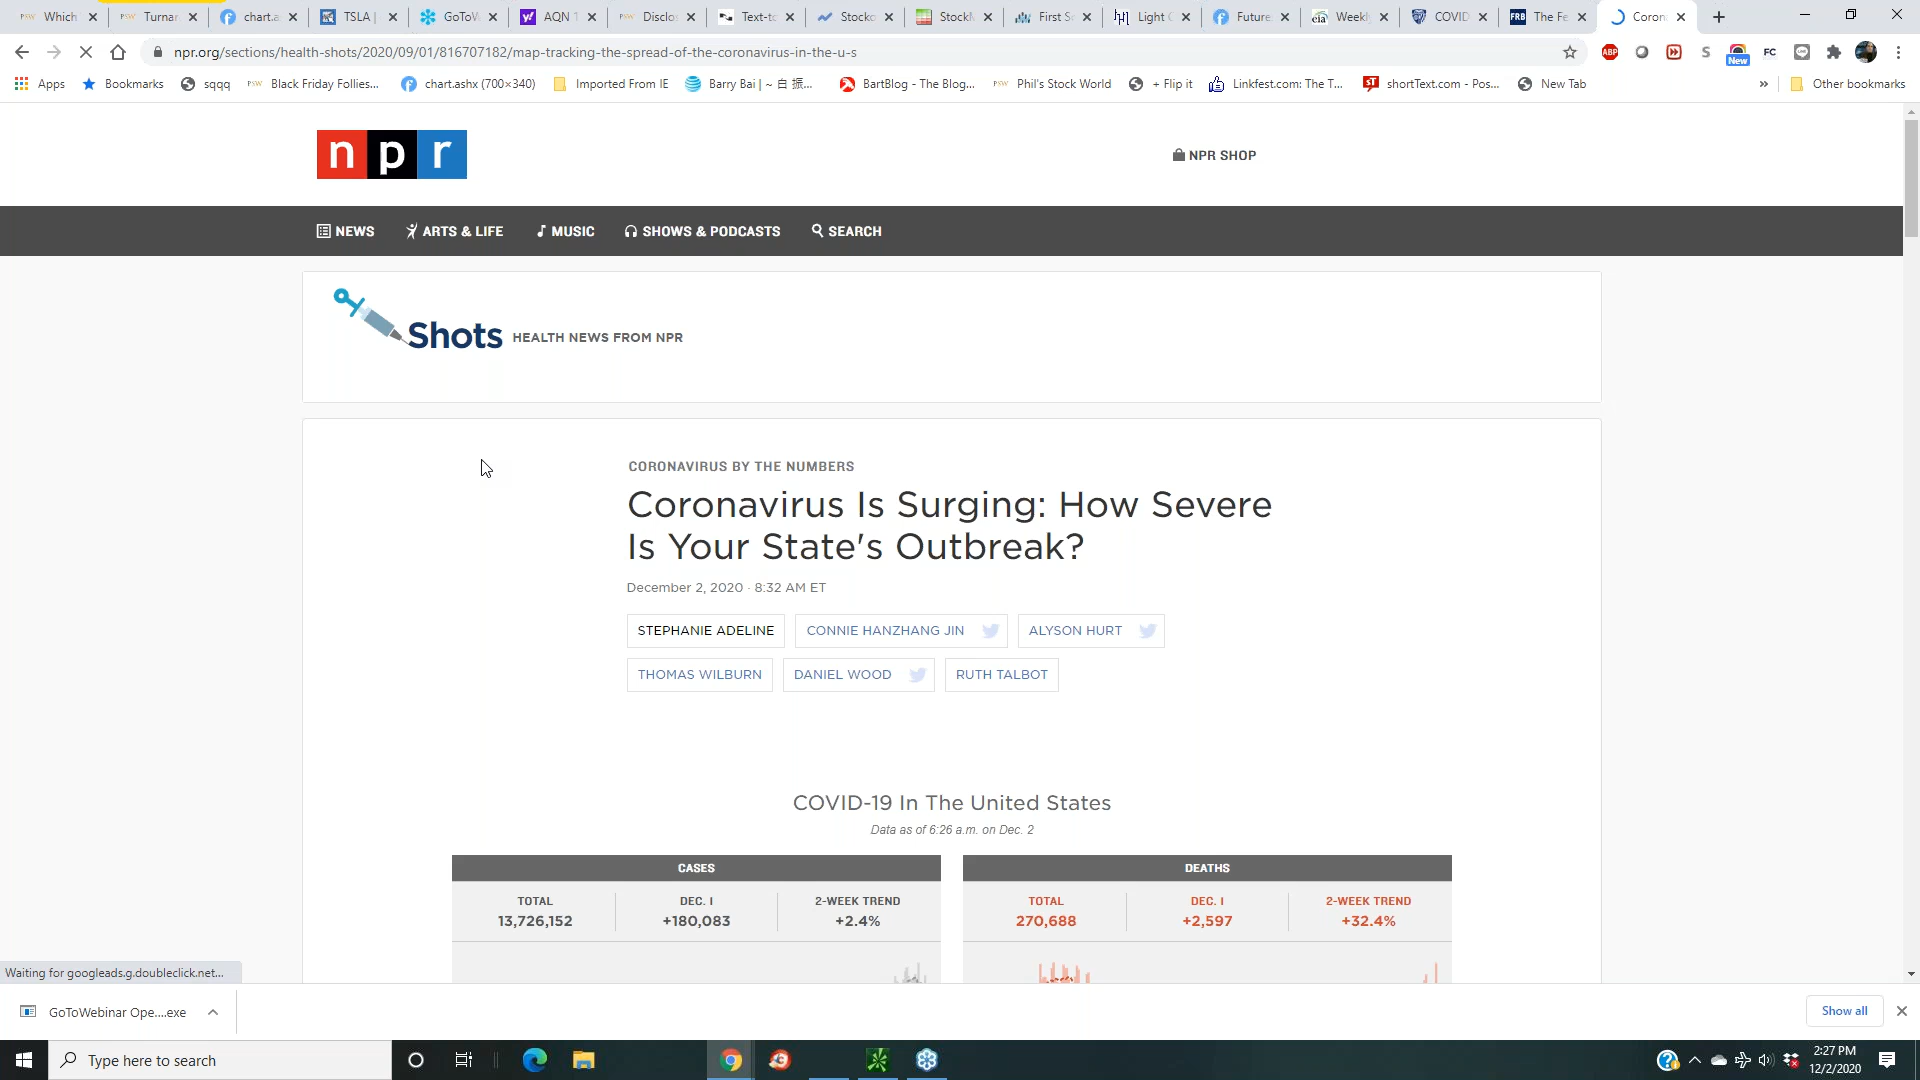 Which
Turnar
chart.a
TSLA |
GoToW
AQN
Disclo
Text-to
Stocko
StockM
First S
Light
Future
Weekl
COVID
The Fe
Coron
npr.org/sections/health-shots/2020/09/01/816707182/map-tracking-the-spread-of-the-coronavirus-in-the-u-s
ABP
S
New
FC
Apps
Bookmarks
sqqq
Black Friday Follies...
chart.ashx (700×340)
Imported From IE
Barry Bai | ~ 白 振...
BartBlog - The Blog...
Phil's Stock World
+ Flip it
Linkfest.com: The T...
shortText.com - Pos...
New Tab
»
Other bookmarks
npr
NPR SHOP
NEWS
ARTS & LIFE
MUSIC
SHOWS & PODCASTS
SEARCH
Shots HEALTH NEWS FROM NPR
CORONAVIRUS BY THE NUMBERS
Coronavirus Is Surging: How Severe
Is Your State's Outbreak?
December 2, 2020 · 8:32 AM ET
STEPHANIE ADELINE
CONNIE HANZHANG JIN
ALYSON HURT
THOMAS WILBURN
DANIEL WOOD
RUTH TALBOT
COVID-19 In The United States
Data as of 6:26 a.m. on Dec. 2
CASES
TOTAL DEC. 1 2-WEEK TREND
13,726,152 +180,083 +2.4%
DEATHS
TOTAL DEC. 1 2-WEEK TREND
270,688 +2,597 +32.4%
Waiting for googleads.g.doubleclick.net...
GoToWebinar Ope....exe
Show all
Type here to search
2:27 PM
12/2/2020